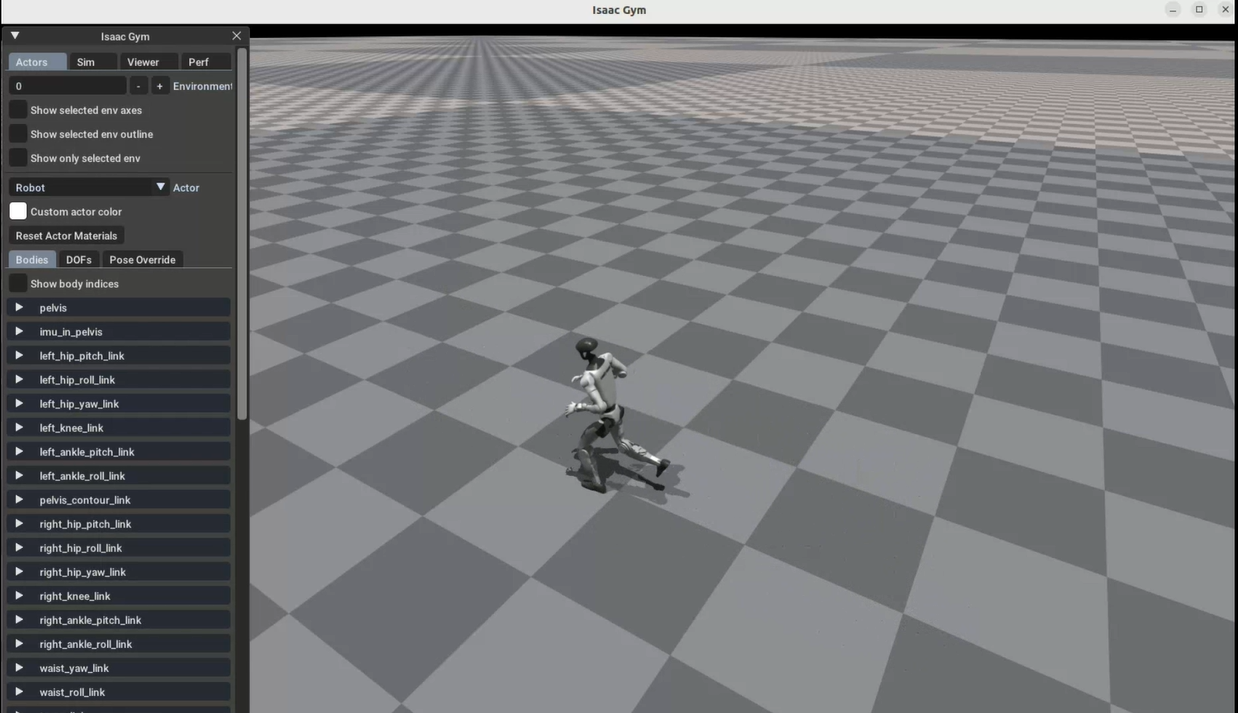 Isaac Gym
Isaac Gym
Actors Sim Viewer Perf
0 - + Environment
Show selected env axes
Show selected env outline
Show only selected env
Robot Actor
Custom actor color
Reset Actor Materials
Bodies DOFs Pose Override
Show body indices
pelvis
imu_in_pelvis
left_hip_pitch_link
left_hip_roll_link
left_hip_yaw_link
left_knee_link
left_ankle_pitch_link
left_ankle_roll_link
pelvis_contour_link
right_hip_pitch_link
right_hip_roll_link
right_hip_yaw_link
right_knee_link
right_ankle_pitch_link
right_ankle_roll_link
waist_yaw_link
waist_roll_link